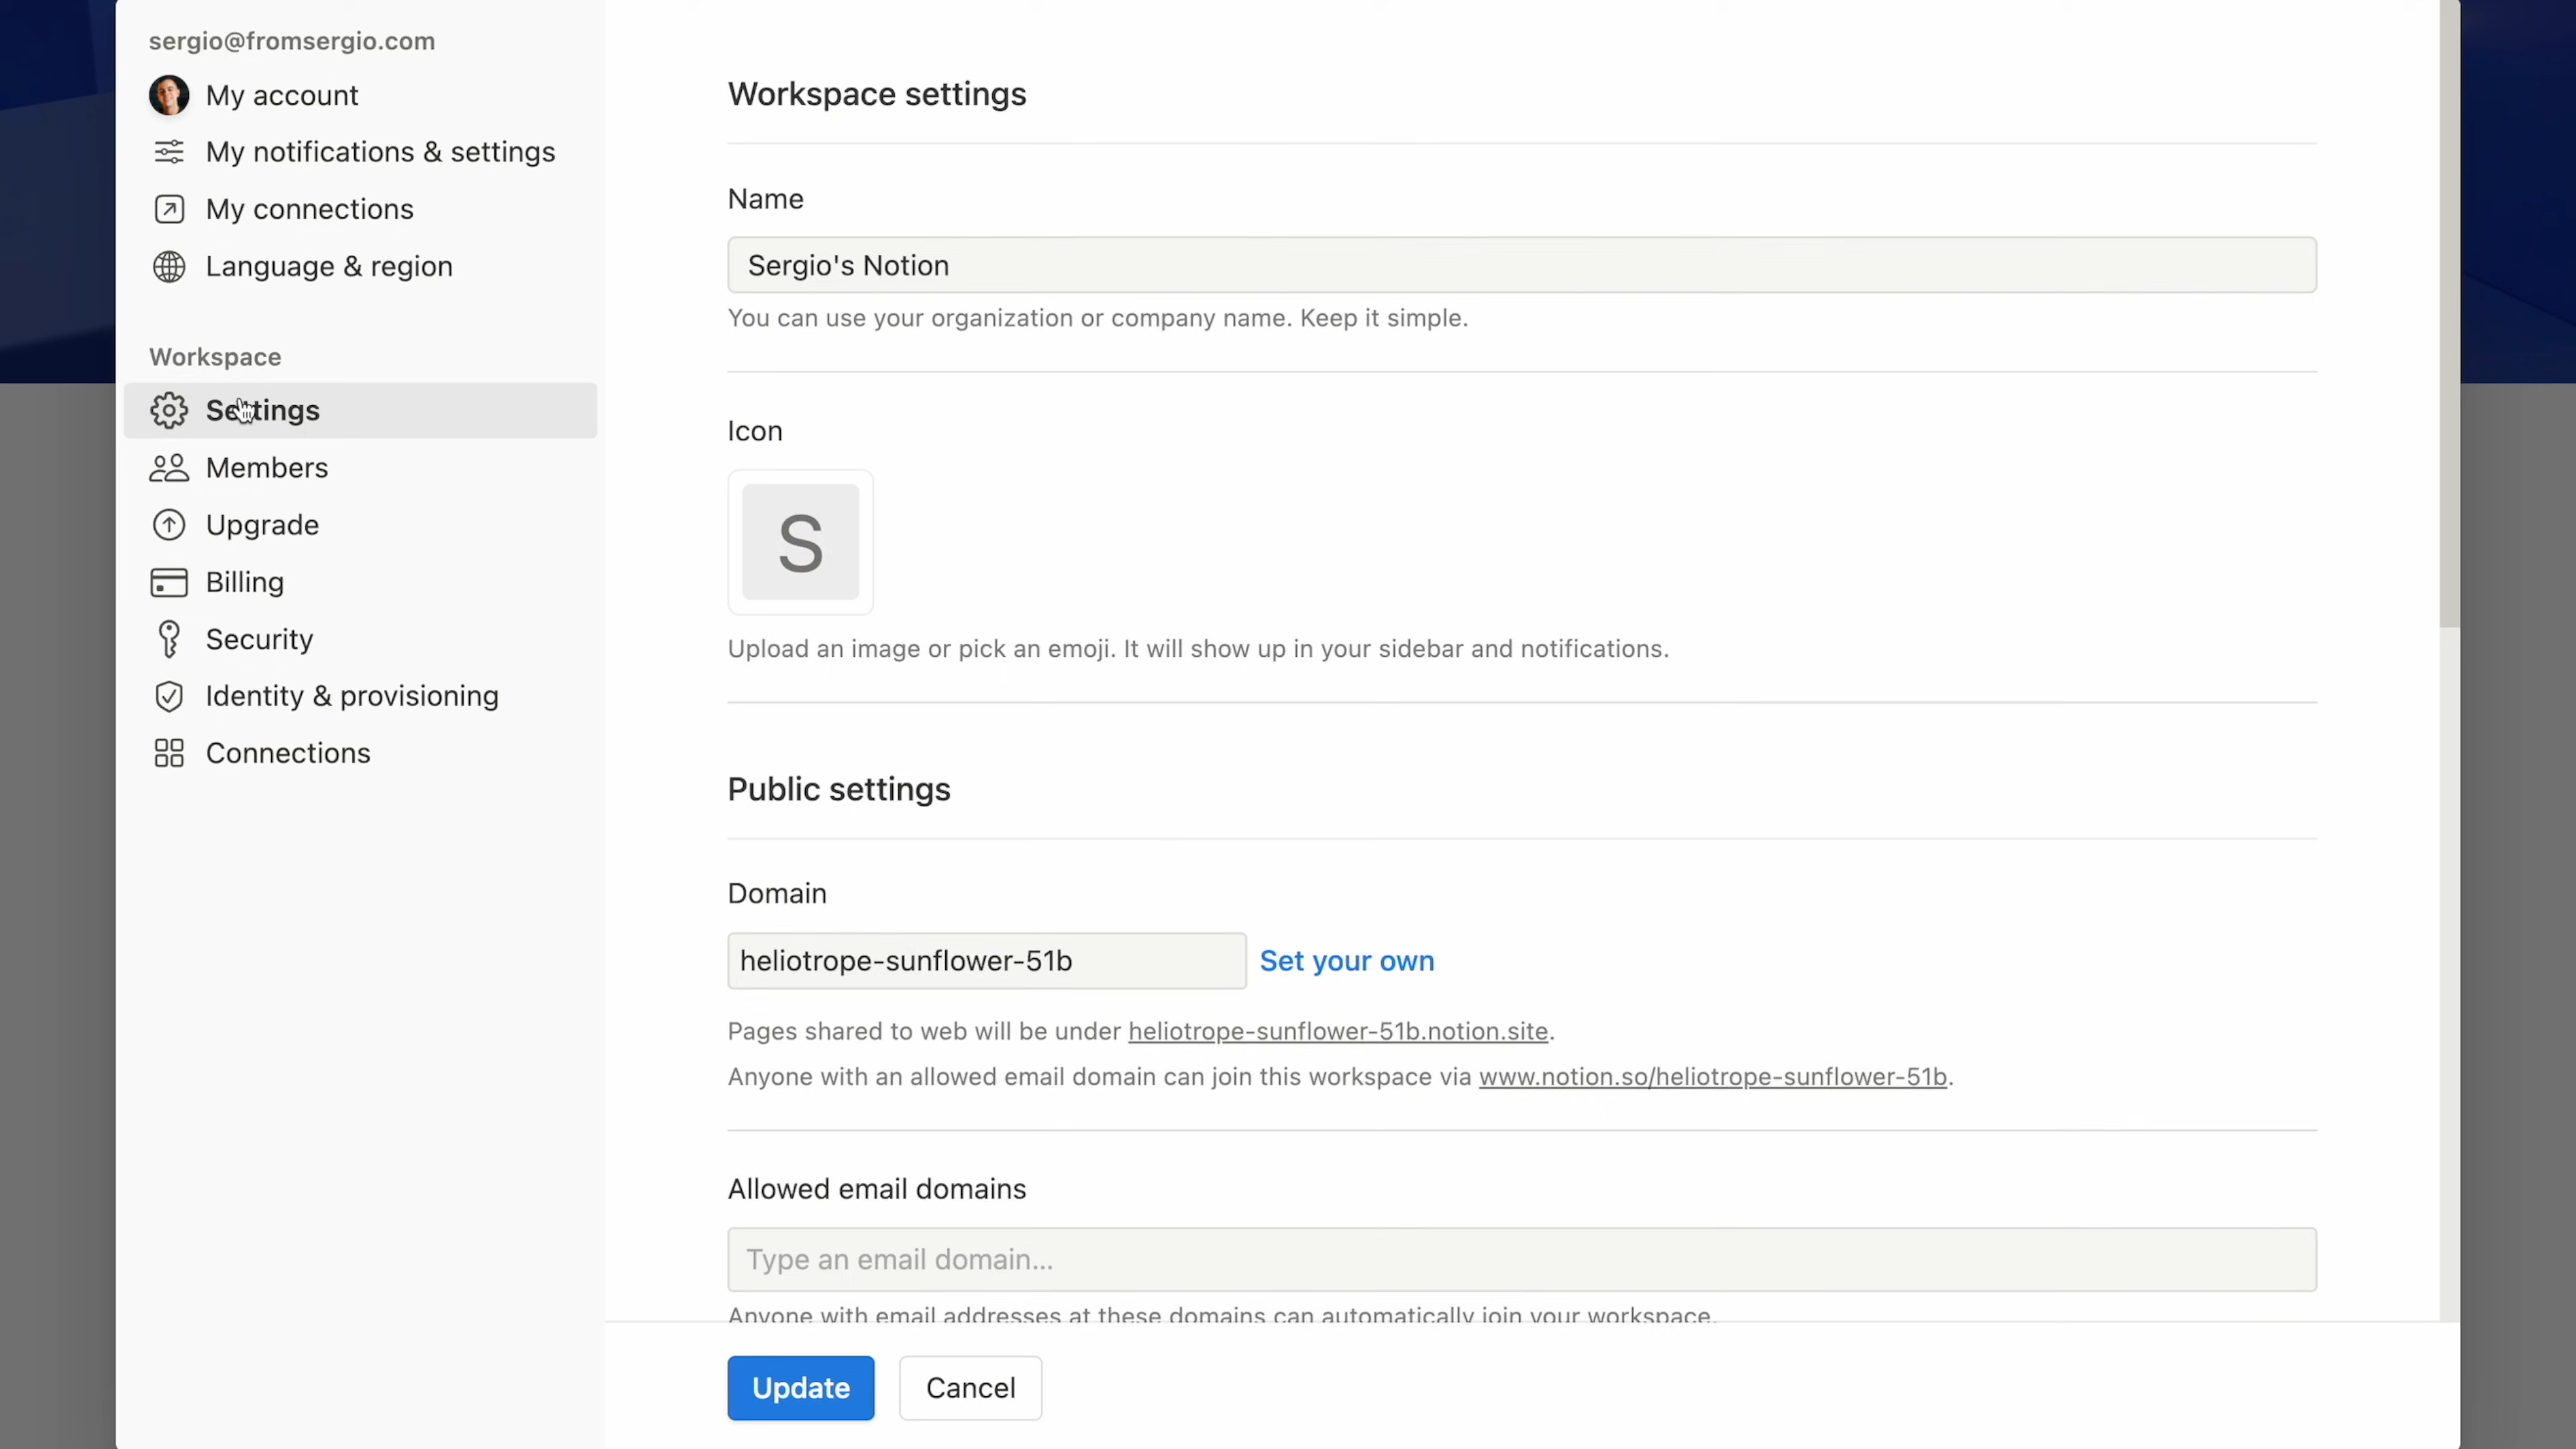 sergio@fromsergio.com
My account
My notifications & settings
My connections
Language & region
Workspace
Settings
Members
Upgrade
Billing
Security
Identity & provisioning
Connections
Workspace settings
Name
Sergio's Notion
You can use your organization or company name. Keep it simple.
Icon
S
Upload an image or pick an emoji. It will show up in your sidebar and notifications.
Public settings
Domain
heliotrope-sunflower-51b Set your own
Pages shared to web will be under heliotrope-sunflower-51b.notion.site.
Anyone with an allowed email domain can join this workspace via www.notion.so/heliotrope-sunflower-51b.
Allowed email domains
Type an email domain...
Anyone with email addresses at these domains can automatically join your workspace.
Update Cancel